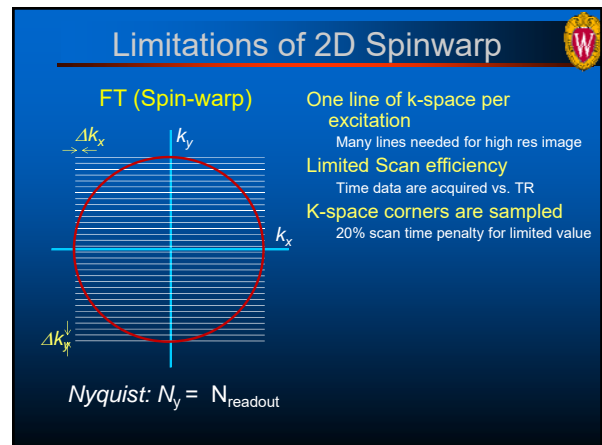 Limitations of 2D Spinwarp
W
FT (Spin-warp)
Δkx
ky
kx
Δky
Nyquist: Ny = Nreadout
One line of k-space per
excitation
Many lines needed for high res image
Limited Scan efficiency
Time data are acquired vs. TR
K-space corners are sampled
20% scan time penalty for limited value